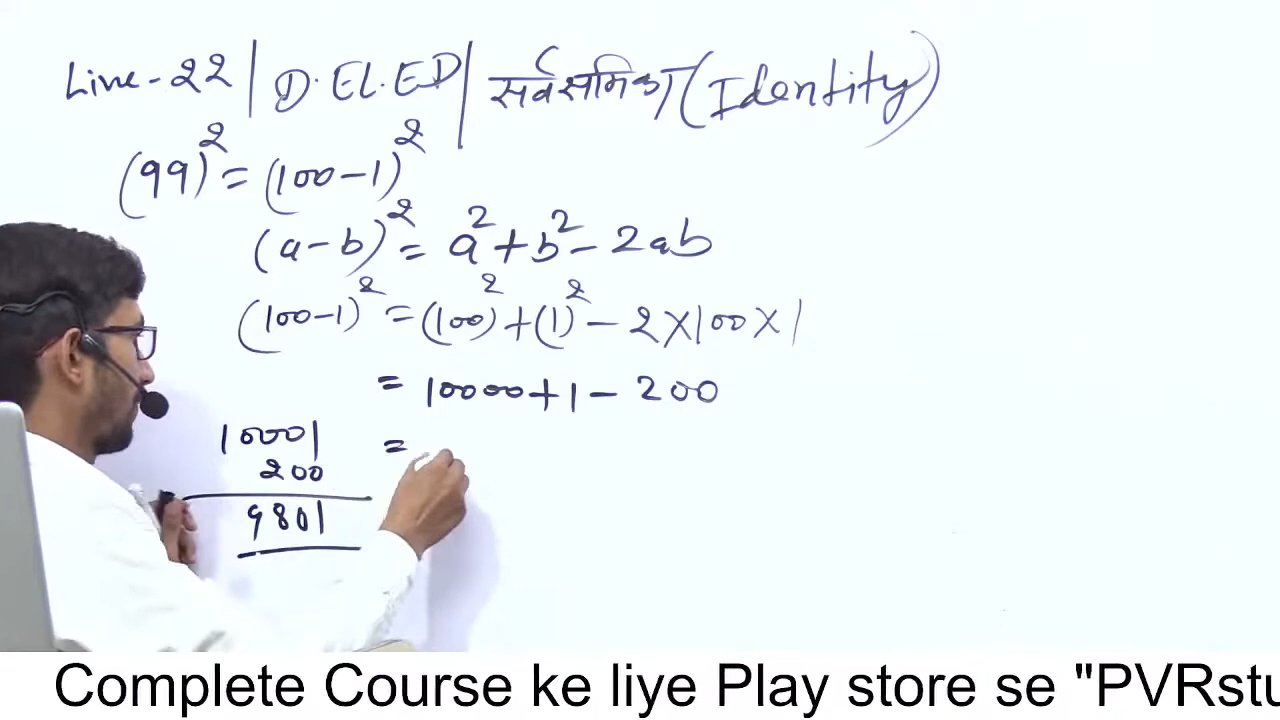 Live-22 | D.EL.ED | सर्वसमिका (Identity)
(99)² = (100-1)²
(a-b)² = a² + b² - 2ab
(100-1)² = (100)² + (1)² - 2×100×1
= 10000+1-200
=
10001
200
9801
Complete Course ke liye Play store se "PVRstu